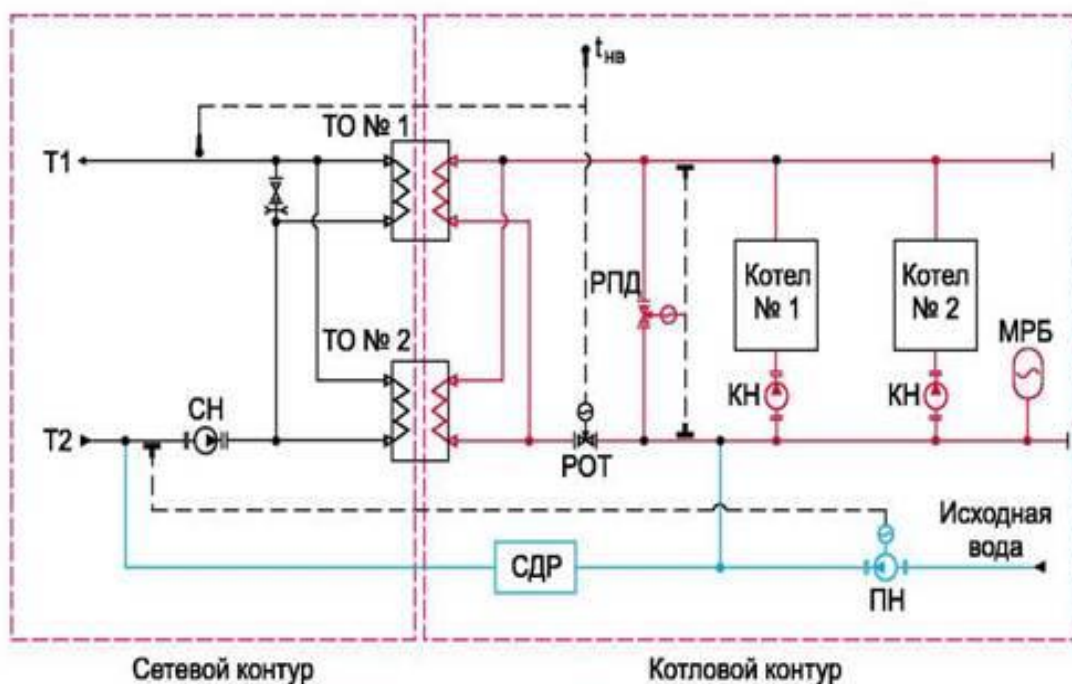 tнв
ТО № 1
Т1
РПД
Котел
№ 1
Котел
№ 2
МРБ
ТО № 2
СН
КН
КН
Т2
РОТ
Исходная
вода
СДР
ПН
Сетевой контур
Котловой контур